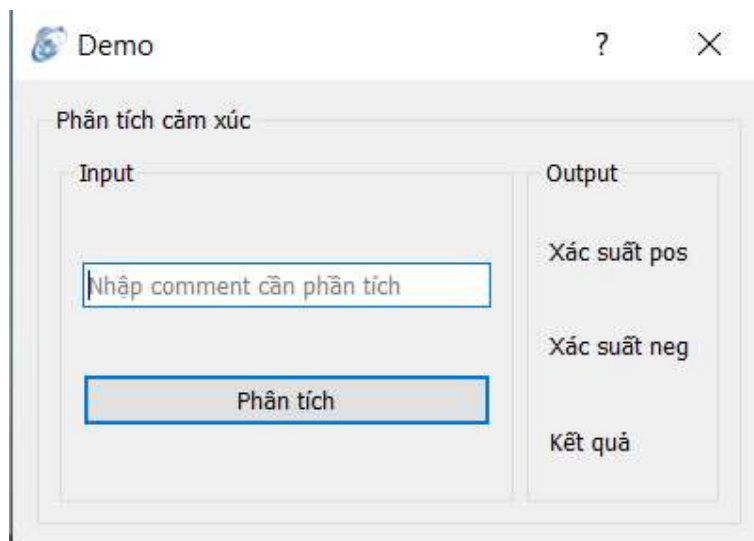 Demo
?
Phân tích cảm xúc
Input
Output
Xác suất pos
Nhập comment cần phần tích
Xác suất neg
Phân tích
Kết quả